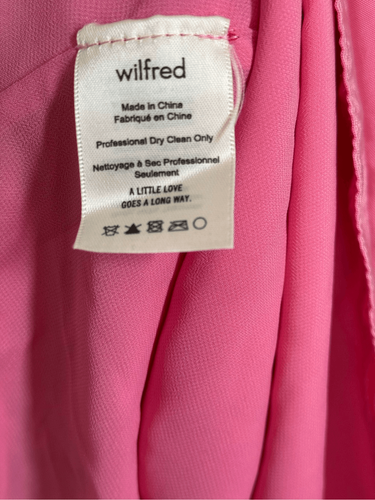 wilfred
Made in China
Fabriqué en Chine
Professional Dry Clean Only
Nettoyage à Sec Professionnel
Seulement
A LITTLE LOVE
GOES A LONG WAY.